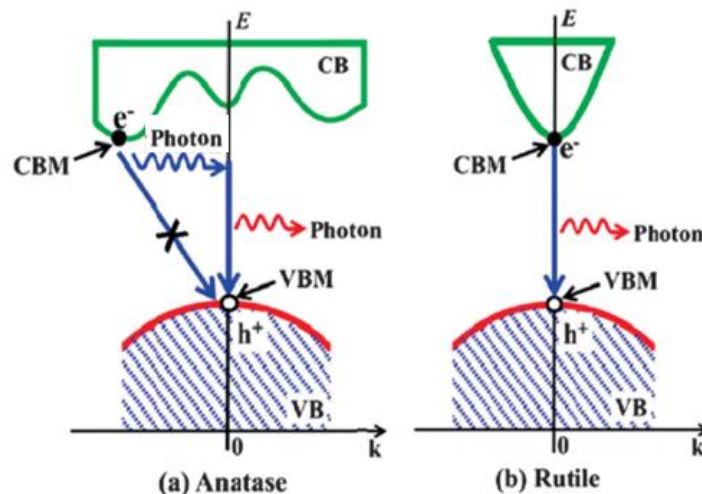 E
CB
e-
Photon
CBM
Photon
VBM
h+
VB
0
k
(a) Anatase
E
CB
e-
CBM
Photon
VBM
h+
VB
0
k
(b) Rutile